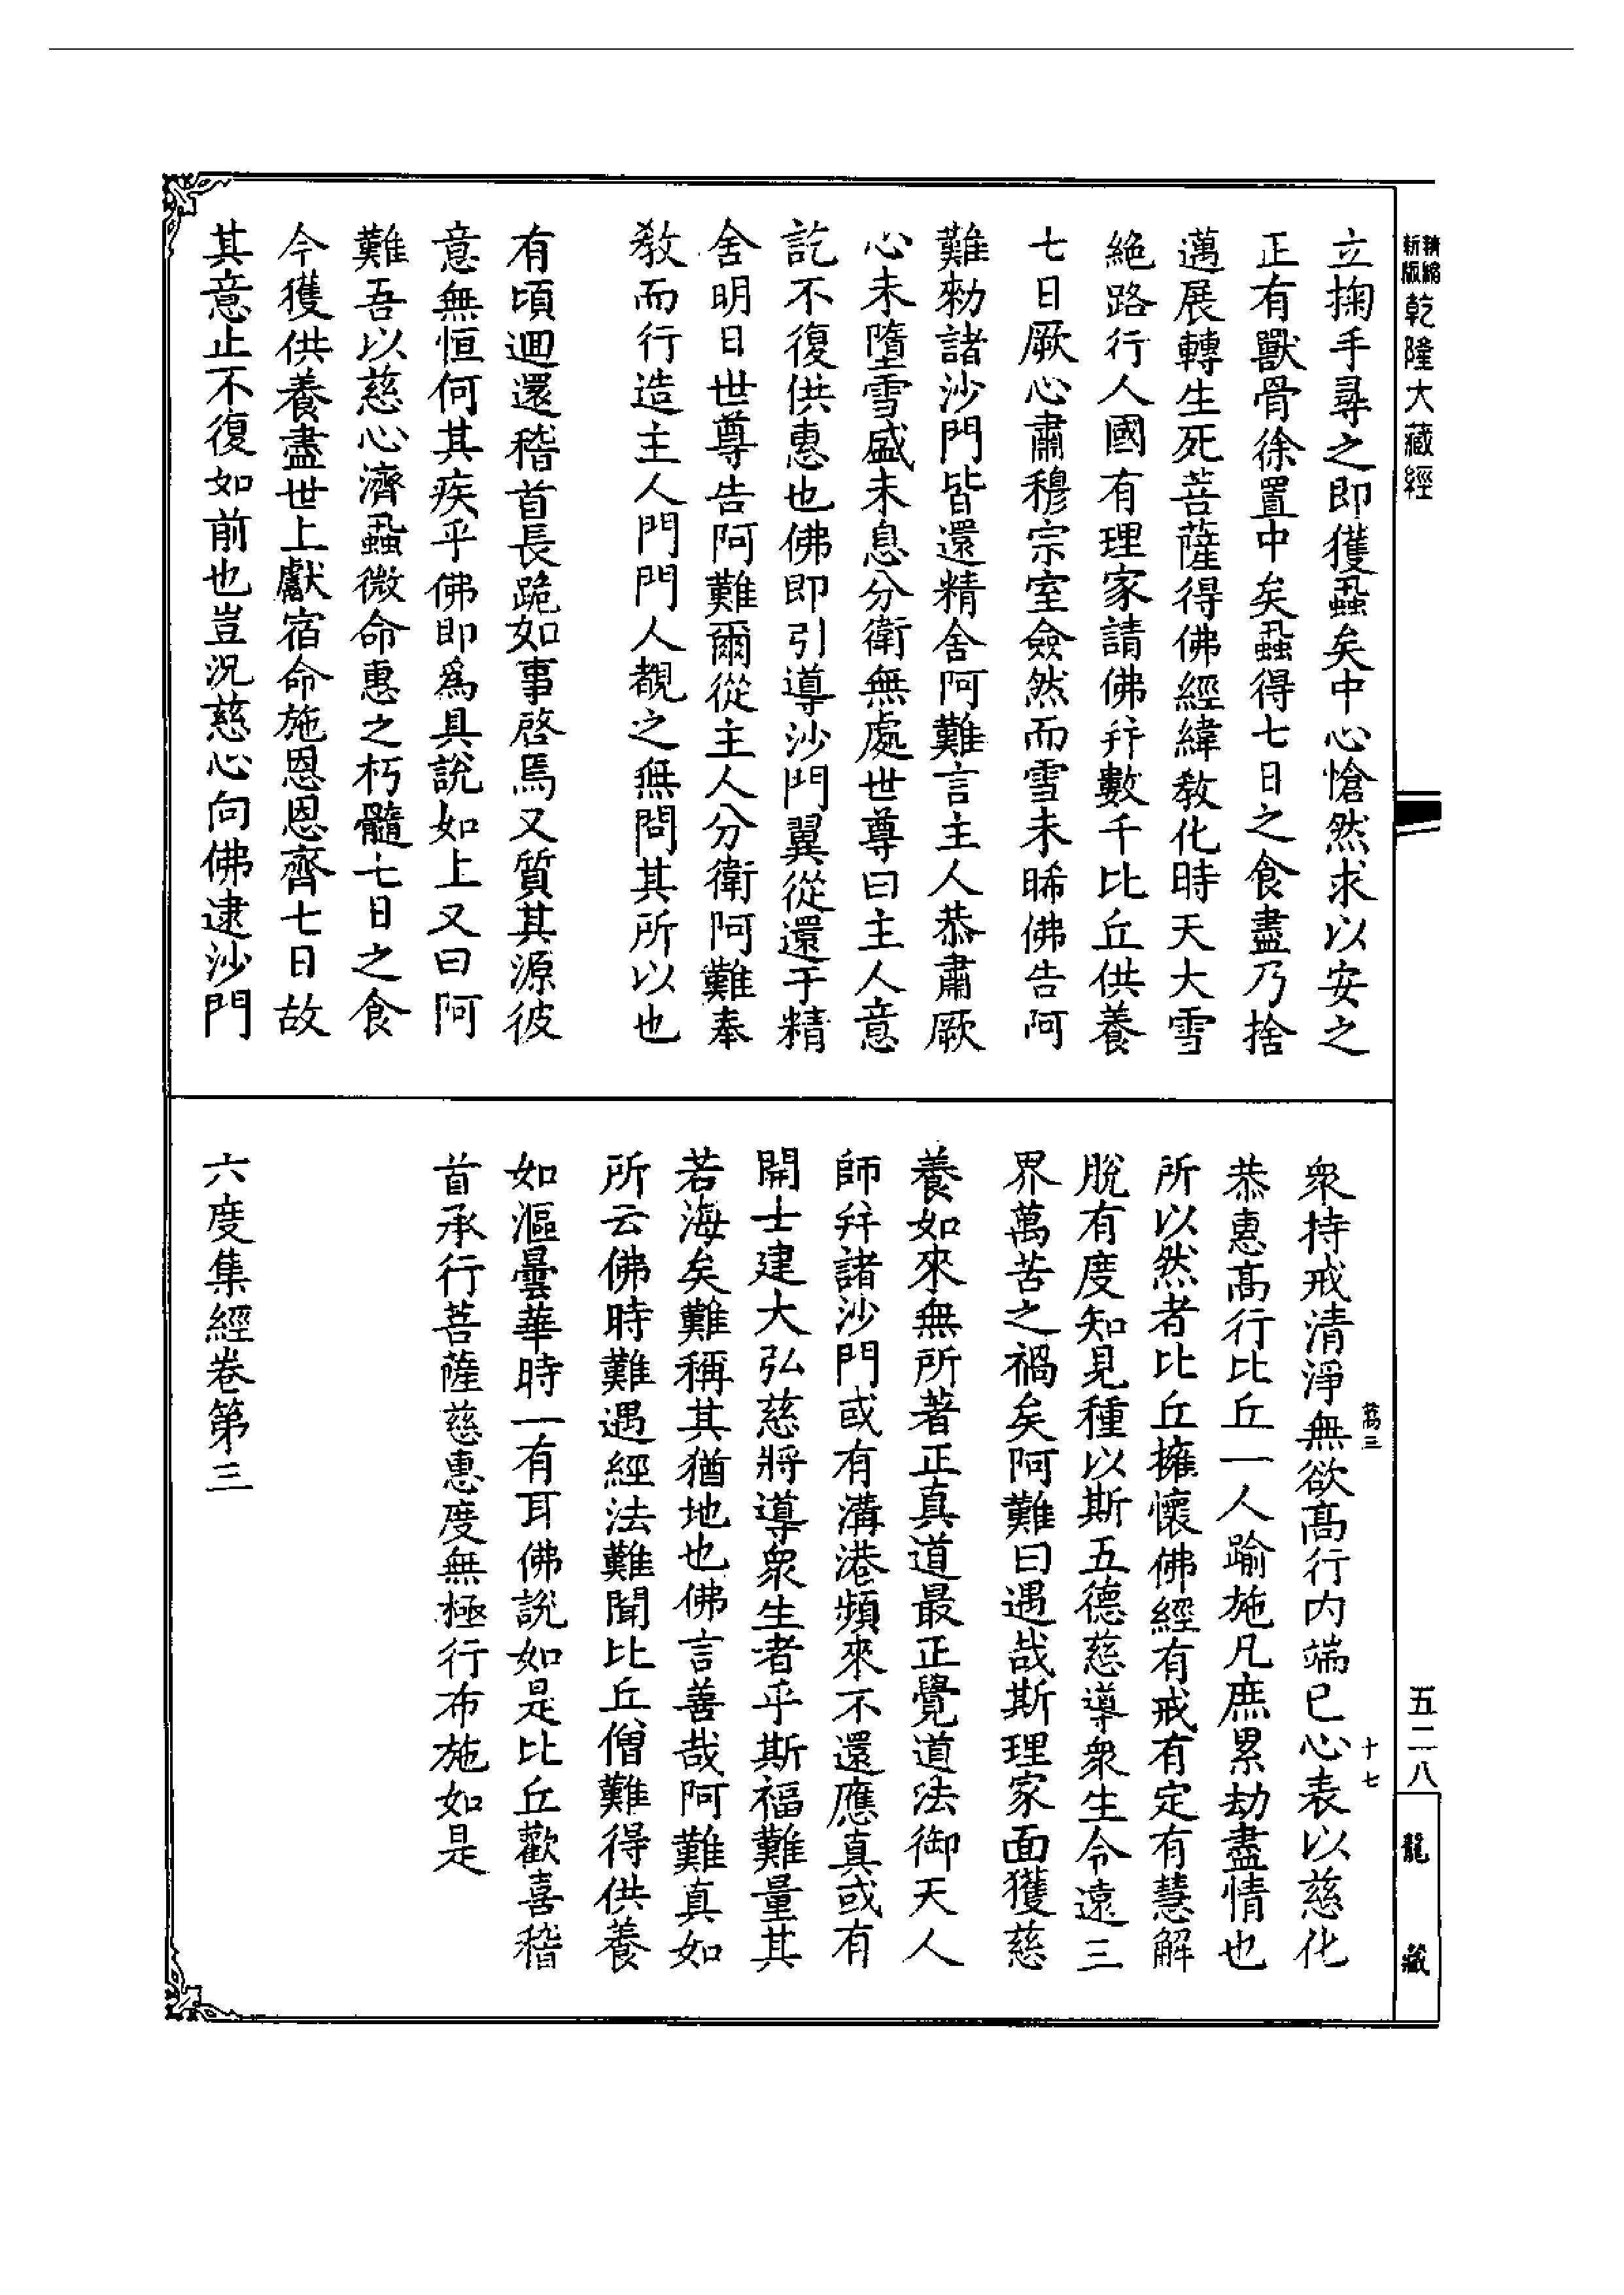 精縮新版乾隆大藏經
立掬手尋之即獲蝨矣中心愴然求以安之
正有獸骨徐置中矣蝨得七日之食盡乃捨
邁展轉生死菩薩得佛經緯教化時天大雪
絕路行人國有理家請佛幷數千比丘供養
七日厥心肅穆宗室僉然而雪未晞佛告阿
難勑諸沙門皆還精舍阿難言主人恭肅厥
心未墮雪盛未息分衛無處世尊曰主人意
訖不復供惠也佛即引導沙門翼從還于精
舍明日世尊告阿難爾從主人分衛阿難奉
教而行造主人門門人覩之無問其所以也
有頃迴還稽首長跪如事啓焉又質其源彼
意無恒何其疾乎佛即爲具說如上又曰阿
難吾以慈心濟蝨微命惠之朽髓七日之食
今獲供養盡世上獻宿命施恩恩齊七日故
其意止不復如前也豈況慈心向佛逮沙門
眾持戒清淨無欲高行內端己心表以慈化
恭惠高行比丘一人踰施凡庶累劫盡情也
所以然者比丘擁懷佛經有戒有定有慧解
脫有度知見種以斯五德慈導眾生令遠三
界萬苦之禍矣阿難曰遇哉斯理家面獲慈
養如來無所著正真道最正覺道法御天人
師幷諸沙門或有溝港頻來不還應真或有
開士建大弘慈將導眾生者乎斯福難量其
若海矣難稱其猶地也佛言善哉阿難真如
所云佛時難遇經法難聞比丘僧難得供養
如漚曇華時一有耳佛說如是比丘歡喜稽
首承行菩薩慈惠度無極行布施如是
六度集經卷第三
三
十七
五二八
龍藏